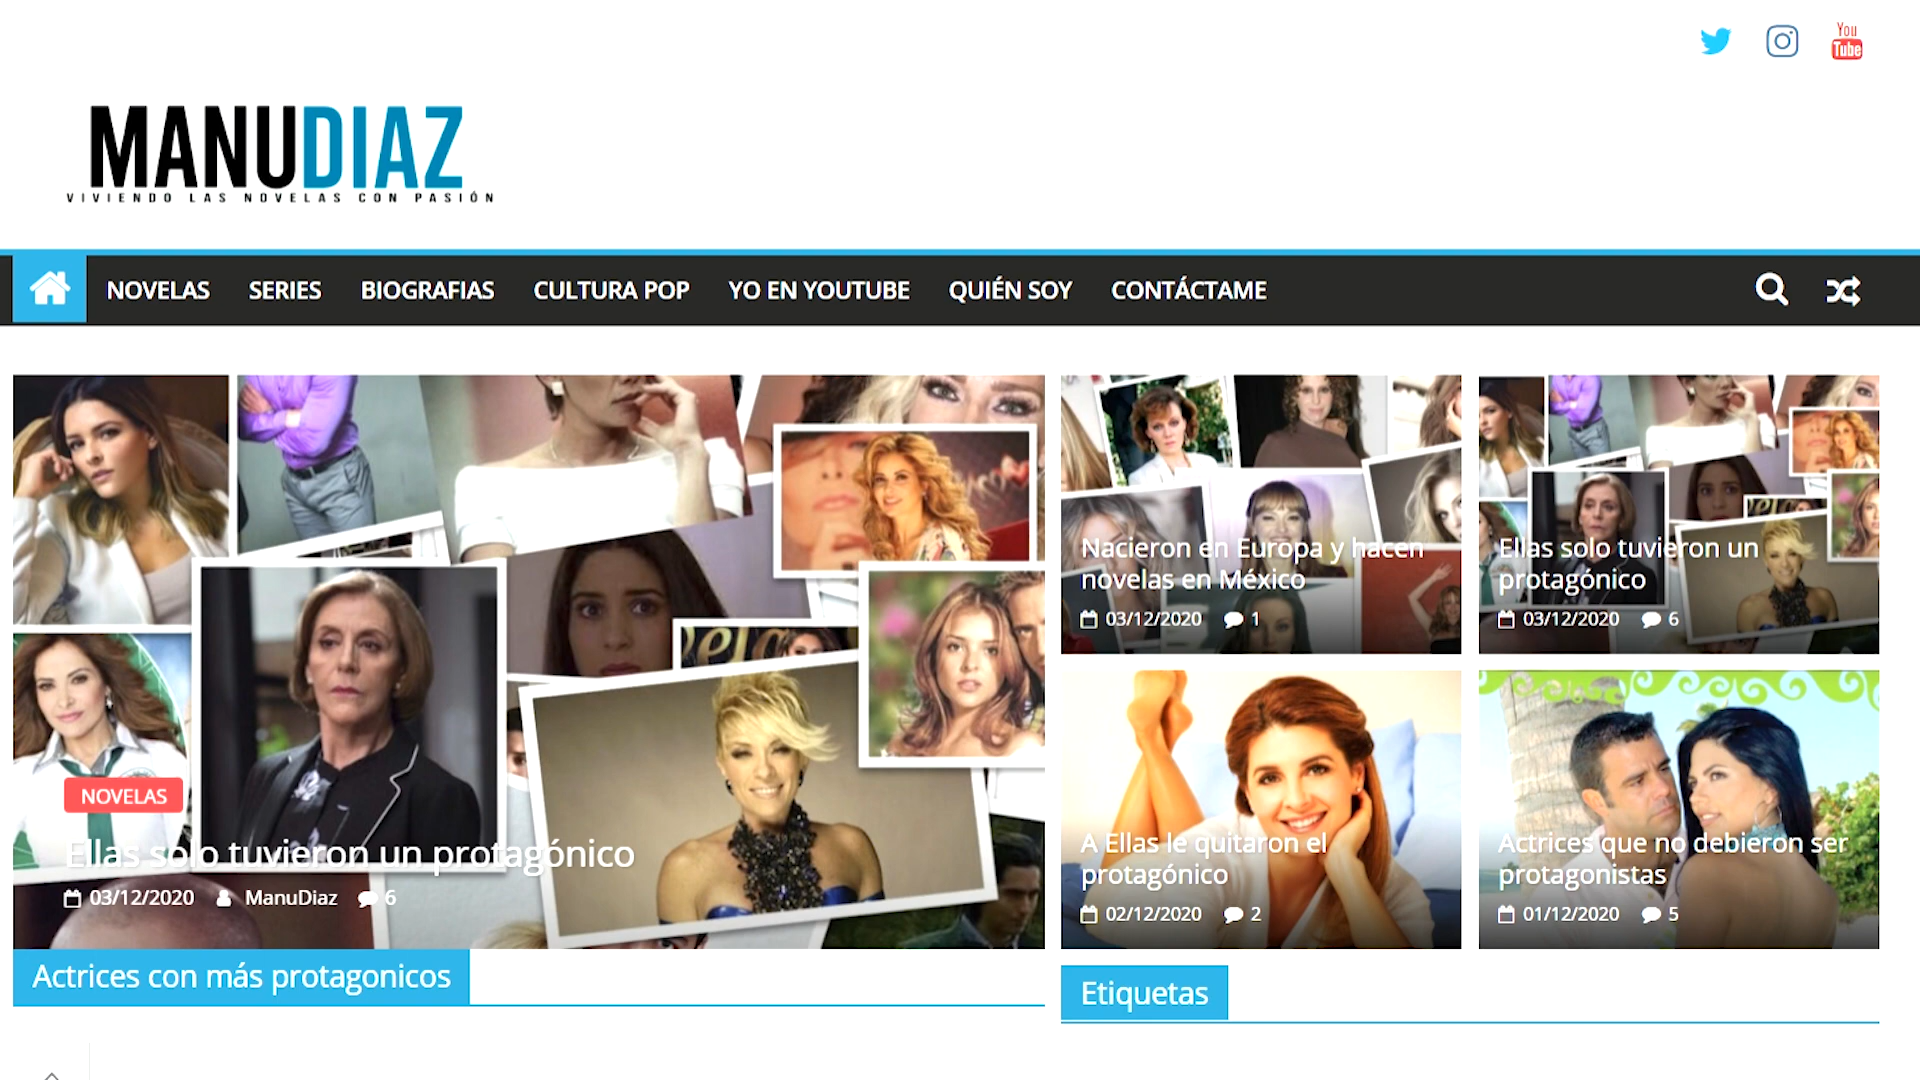 You
Tube
MANUDIAZ
VIVIENDO LAS NOVELAS CON PASIÓN
NOVELAS SERIES BIOGRAFIAS CULTURA POP YO EN YOUTUBE QUIÉN SOY CONTÁCTAME
NOVELAS
Ellas solo tuvieron un protagónico
03/12/2020 ManuDiaz 6
Nacieron en Europa y hacen
novelas en México
03/12/2020 1
Ellas solo tuvieron un
protagónico
03/12/2020 6
A Ellas le quitaron el
protagónico
02/12/2020 2
Actrices que no debieron ser
protagonistas
01/12/2020 5
Actrices con más protagonicos
Etiquetas